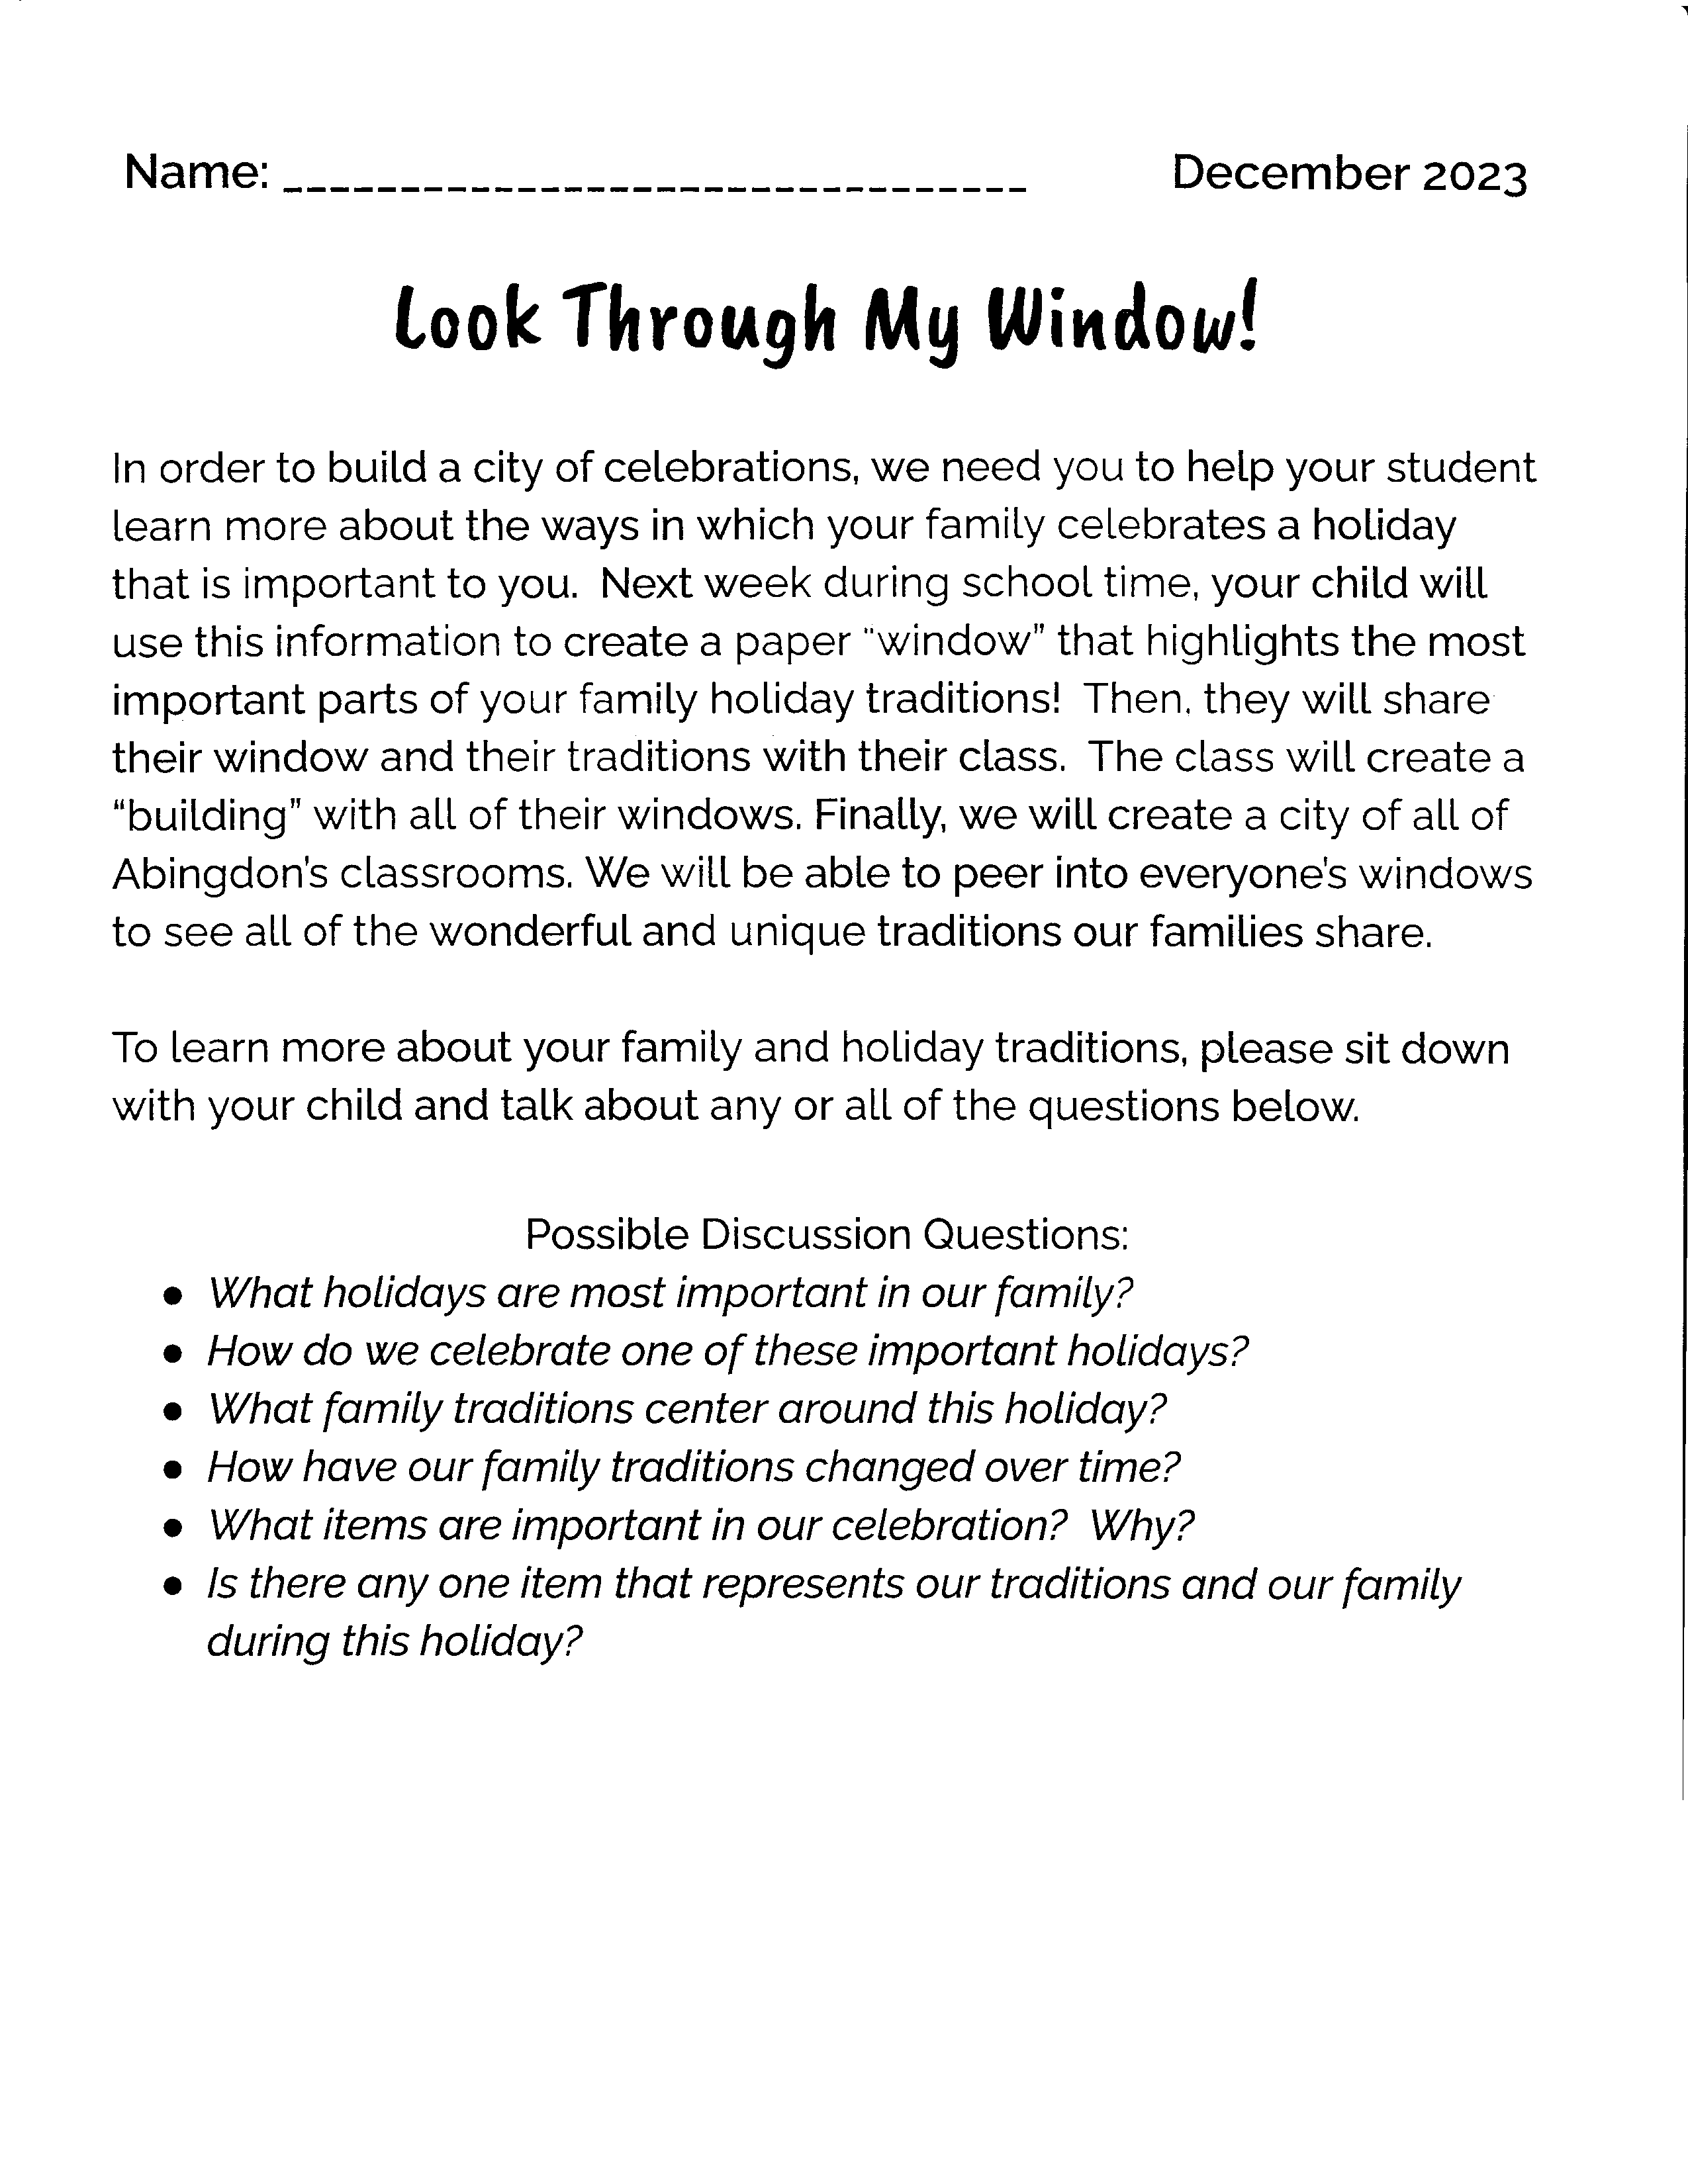 Name: ________________________________ December 2023
Look Through My Window!
In order to build a city of celebrations, we need you to help your student
learn more about the ways in which your family celebrates a holiday
that is important to you.  Next week during school time, your child will
use this information to create a paper "window" that highlights the most
important parts of your family holiday traditions!  Then, they will share
their window and their traditions with their class.  The class will create a
"building" with all of their windows. Finally, we will create a city of all of
Abingdon's classrooms. We will be able to peer into everyone's windows
to see all of the wonderful and unique traditions our families share.
To learn more about your family and holiday traditions, please sit down
with your child and talk about any or all of the questions below.
Possible Discussion Questions:
● What holidays are most important in our family?
● How do we celebrate one of these important holidays?
● What family traditions center around this holiday?
● How have our family traditions changed over time?
● What items are important in our celebration?  Why?
● Is there any one item that represents our traditions and our family
during this holiday?